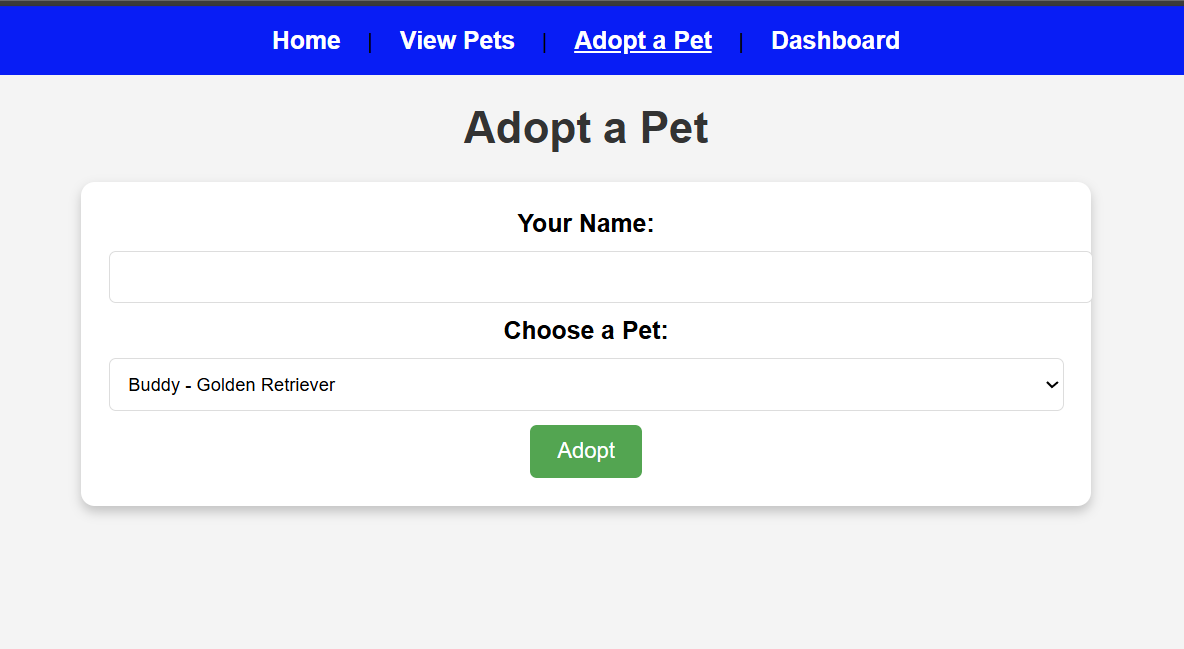 Home | View Pets | Adopt a Pet | Dashboard
Adopt a Pet
Your Name:
Choose a Pet:
Buddy - Golden Retriever
Adopt